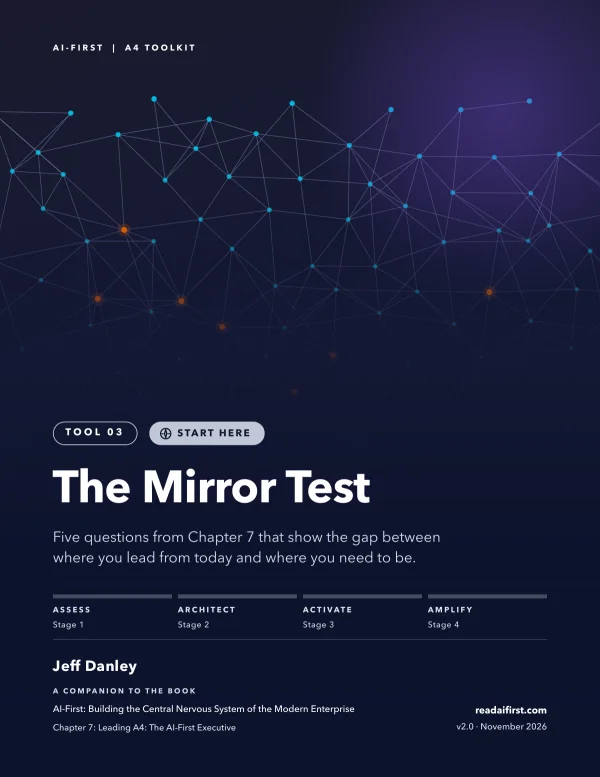 AI-FIRST | A4 TOOLKIT
TOOL 03
START HERE
The Mirror Test
Five questions from Chapter 7 that show the gap between
where you lead from today and where you need to be.
ASSESS
Stage 1
ARCHITECT
Stage 2
ACTIVATE
Stage 3
AMPLIFY
Stage 4
Jeff Danley
A COMPANION TO THE BOOK
AI-First: Building the Central Nervous System of the Modern Enterprise
Chapter 7: Leading A4: The AI-First Executive
readaifirst.com
v2.0 · November 2026